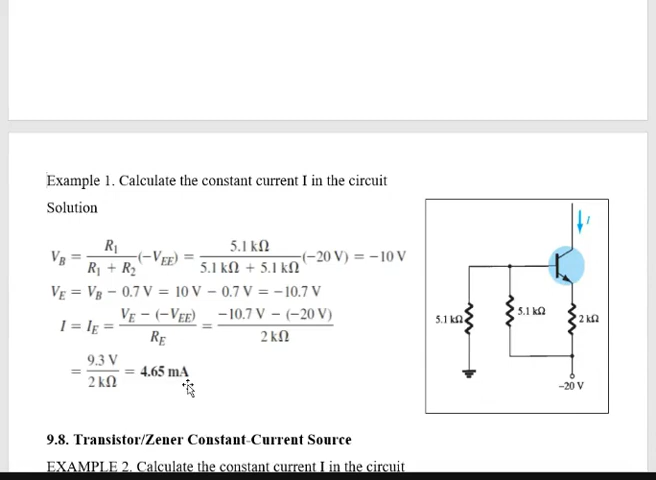 Example 1. Calculate the constant current I in the circuit
Solution
V_B = R₁ / (R₁ + R₂) (−V_EE) = 5.1 kΩ / (5.1 kΩ + 5.1 kΩ) (−20 V) = −10 V
V_E = V_B − 0.7 V = 10 V − 0.7 V = −10.7 V
I = I_E = V_E − (−V_EE) / R_E = −10.7 V − (−20 V) / 2 kΩ
= 9.3 V / 2 kΩ = 4.65 mA
I
5.1 kΩ
5.1 kΩ
2 kΩ
−20 V
9.8. Transistor/Zener Constant-Current Source
EXAMPLE 2. Calculate the constant current I in the circuit